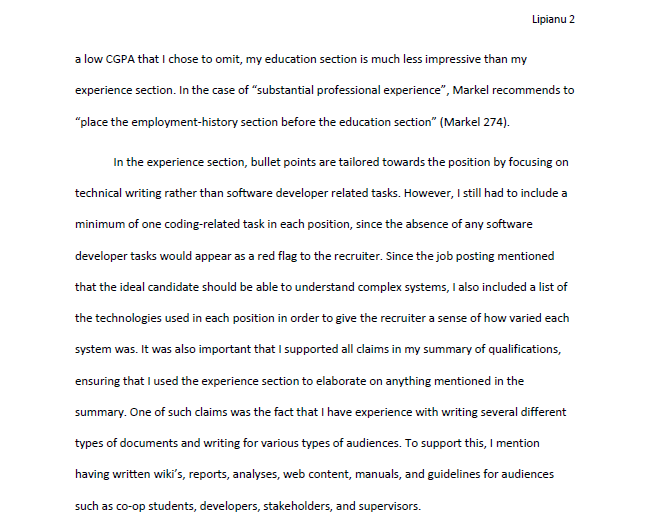 Lipianu 2
a low CGPA that I chose to omit, my education section is much less impressive than my
experience section. In the case of “substantial professional experience”, Markel recommends to
“place the employment-history section before the education section” (Markel 274).
In the experience section, bullet points are tailored towards the position by focusing on
technical writing rather than software developer related tasks. However, I still had to include a
minimum of one coding-related task in each position, since the absence of any software
developer tasks would appear as a red flag to the recruiter. Since the job posting mentioned
that the ideal candidate should be able to understand complex systems, I also included a list of
the technologies used in each position in order to give the recruiter a sense of how varied each
system was. It was also important that I supported all claims in my summary of qualifications,
ensuring that I used the experience section to elaborate on anything mentioned in the
summary. One of such claims was the fact that I have experience with writing several different
types of documents and writing for various types of audiences. To support this, I mention
having written wiki’s, reports, analyses, web content, manuals, and guidelines for audiences
such as co-op students, developers, stakeholders, and supervisors.